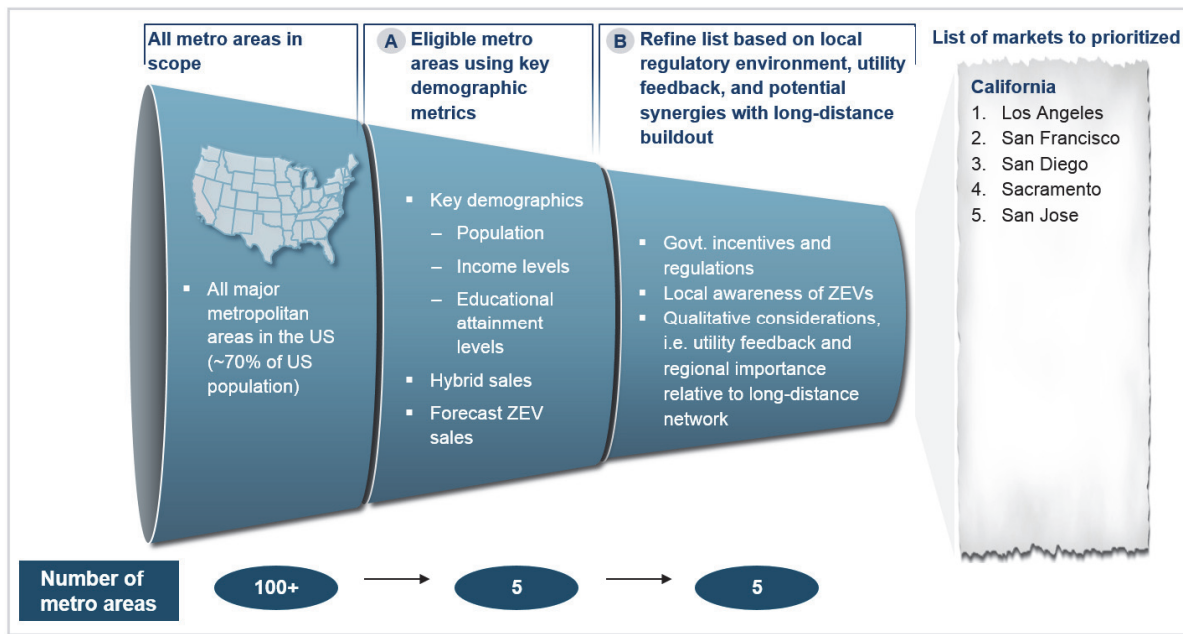 All metro areas in
scope
A
Eligible metro
areas using key
demographic
metrics
B
Refine list based on local
regulatory environment, utility
feedback, and potential
synergies with long-distance
buildout
List of markets to prioritized
▪ All major
metropolitan
areas in the US
(~70% of US
population)
▪ Key demographics
– Population
– Income levels
– Educational
attainment
levels
▪ Hybrid sales
▪ Forecast ZEV
sales
▪ Govt. incentives and
regulations
▪ Local awareness of ZEVs
▪ Qualitative considerations,
i.e. utility feedback and
regional importance
relative to long-distance
network
California
1. Los Angeles
2. San Francisco
3. San Diego
4. Sacramento
5. San Jose
Number of
metro areas
100+
5
5